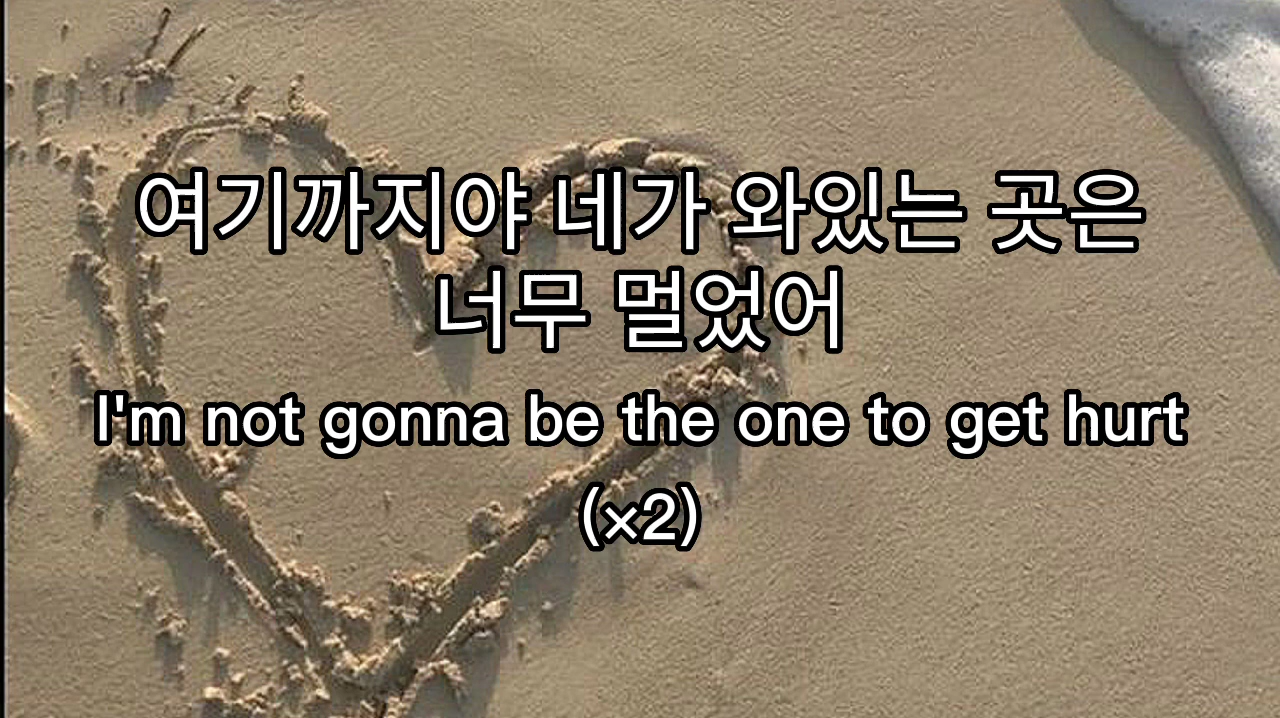 여기까지야 네가 와있는 곳은
너무 멀었어
I'm not gonna be the one to get hurt
(×2)